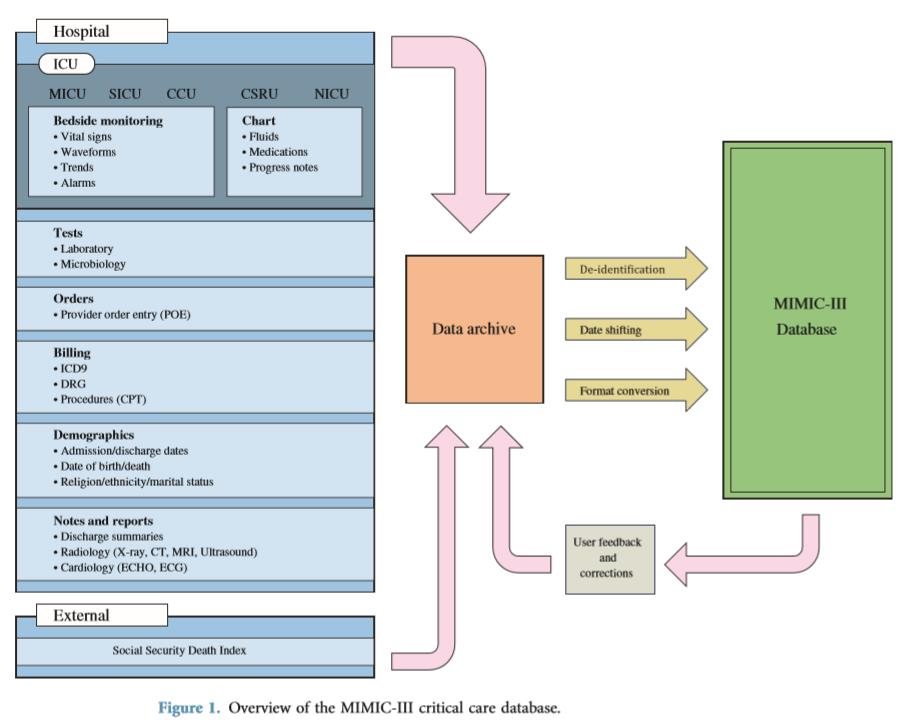 Hospital
ICU
MICU SICU CCU CSRU NICU
Bedside monitoring
• Vital signs
• Waveforms
• Trends
• Alarms
Chart
• Fluids
• Medications
• Progress notes
Tests
• Laboratory
• Microbiology
Orders
• Provider order entry (POE)
Billing
• ICD9
• DRG
• Procedures (CPT)
Demographics
• Admission/discharge dates
• Date of birth/death
• Religion/ethnicity/marital status
Notes and reports
• Discharge summaries
• Radiology (X-ray, CT, MRI, Ultrasound)
• Cardiology (ECHO, ECG)
External
Social Security Death Index
Data archive
De-identification
Date shifting
Format conversion
MIMIC-III
Database
User feedback
and
corrections
Figure 1. Overview of the MIMIC-III critical care database.